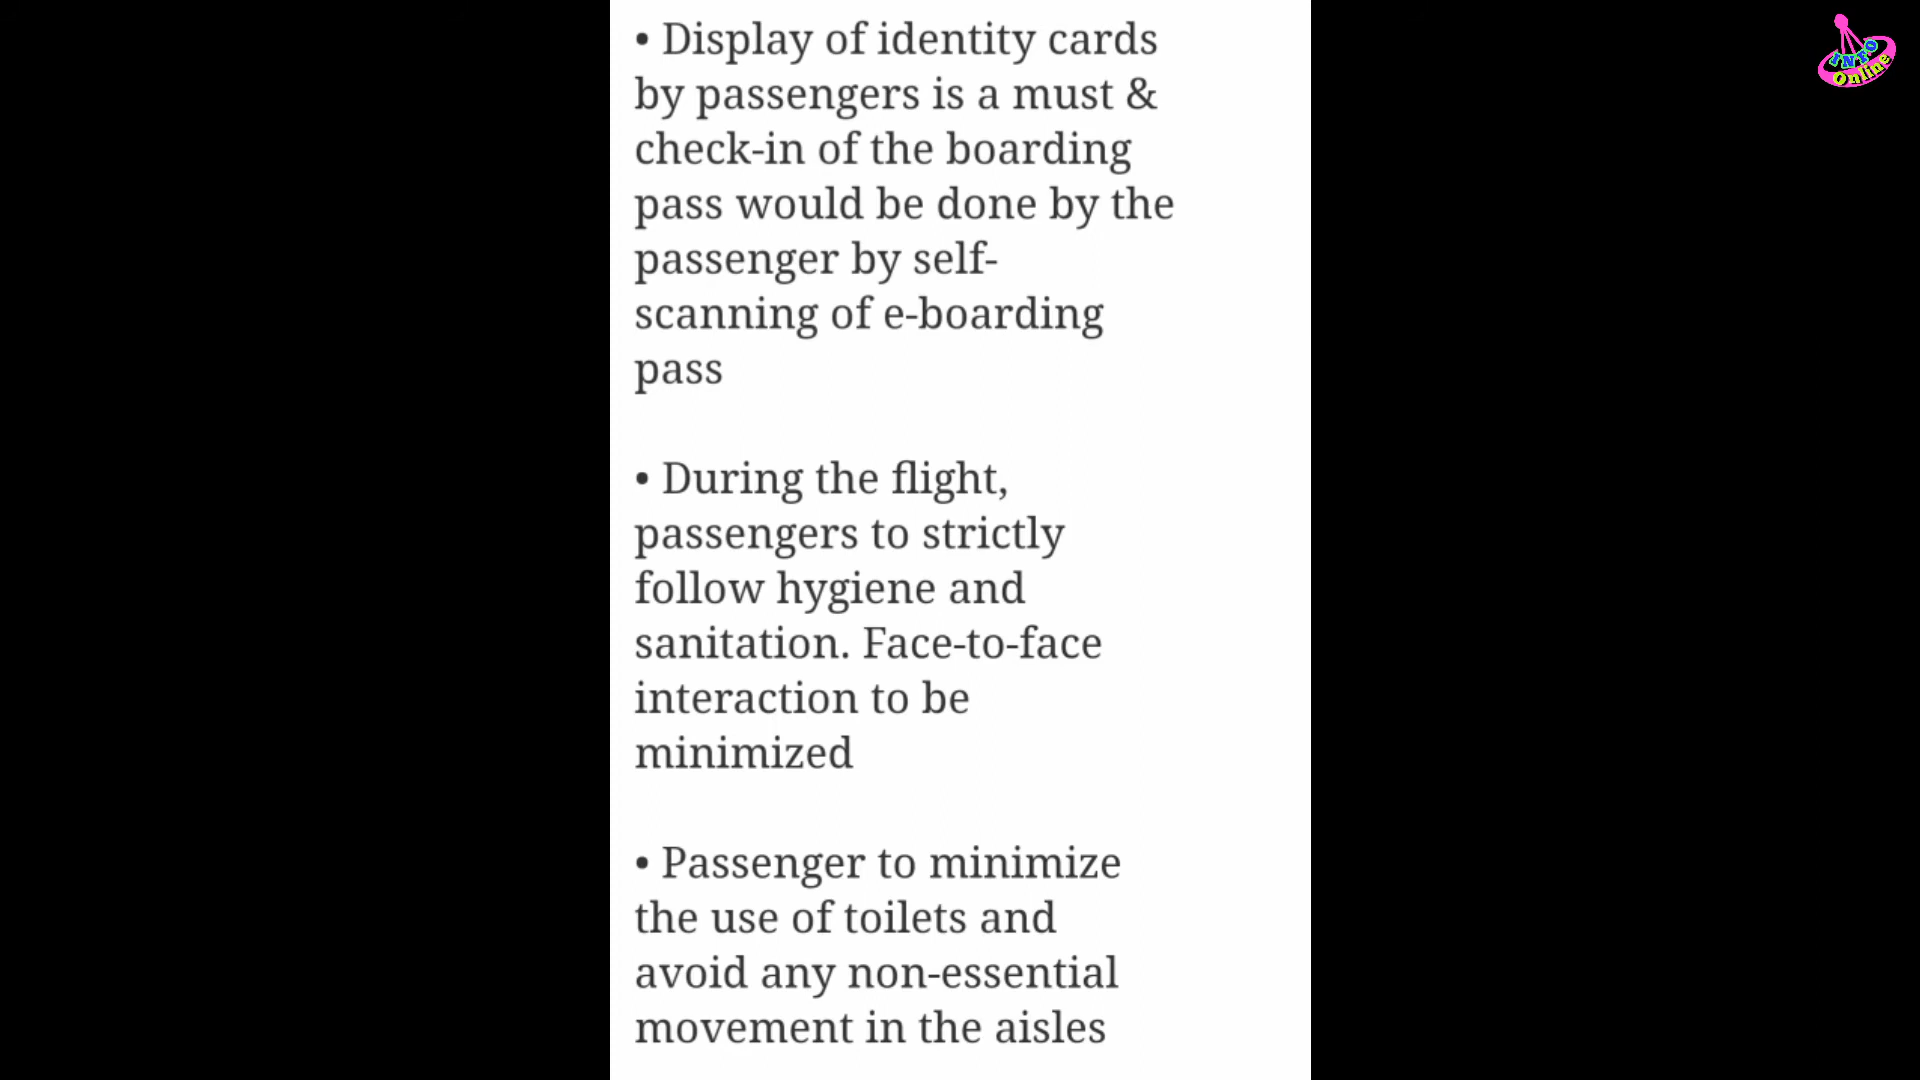 • Display of identity cards
by passengers is a must &
check-in of the boarding
pass would be done by the
passenger by self-
scanning of e-boarding
pass
• During the flight,
passengers to strictly
follow hygiene and
sanitation. Face-to-face
interaction to be
minimized
• Passenger to minimize
the use of toilets and
avoid any non-essential
movement in the aisles
INFO
Online